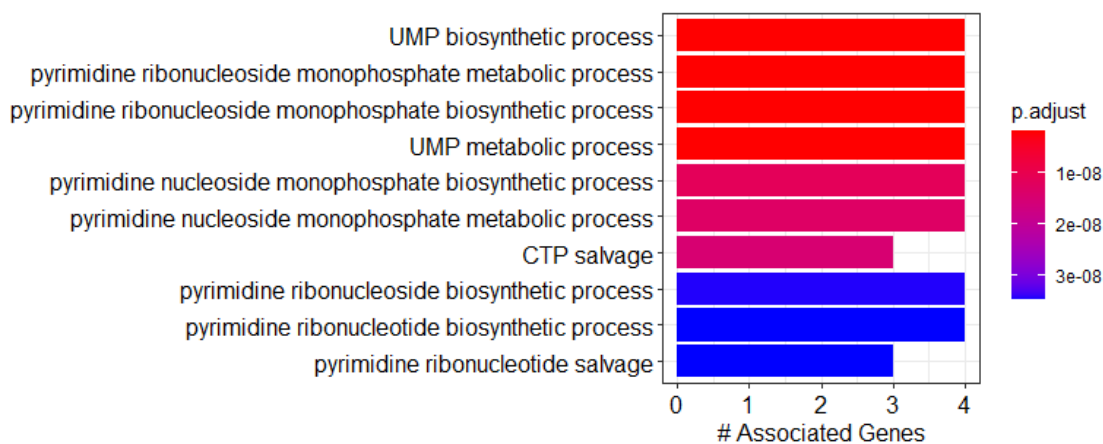 UMP biosynthetic process
pyrimidine ribonucleoside monophosphate metabolic process
pyrimidine ribonucleoside monophosphate biosynthetic process
UMP metabolic process
pyrimidine nucleoside monophosphate biosynthetic process
pyrimidine nucleoside monophosphate metabolic process
CTP salvage
pyrimidine ribonucleoside biosynthetic process
pyrimidine ribonucleotide biosynthetic process
pyrimidine ribonucleotide salvage
0 1 2 3 4
# Associated Genes
p.adjust
1e-08
2e-08
3e-08